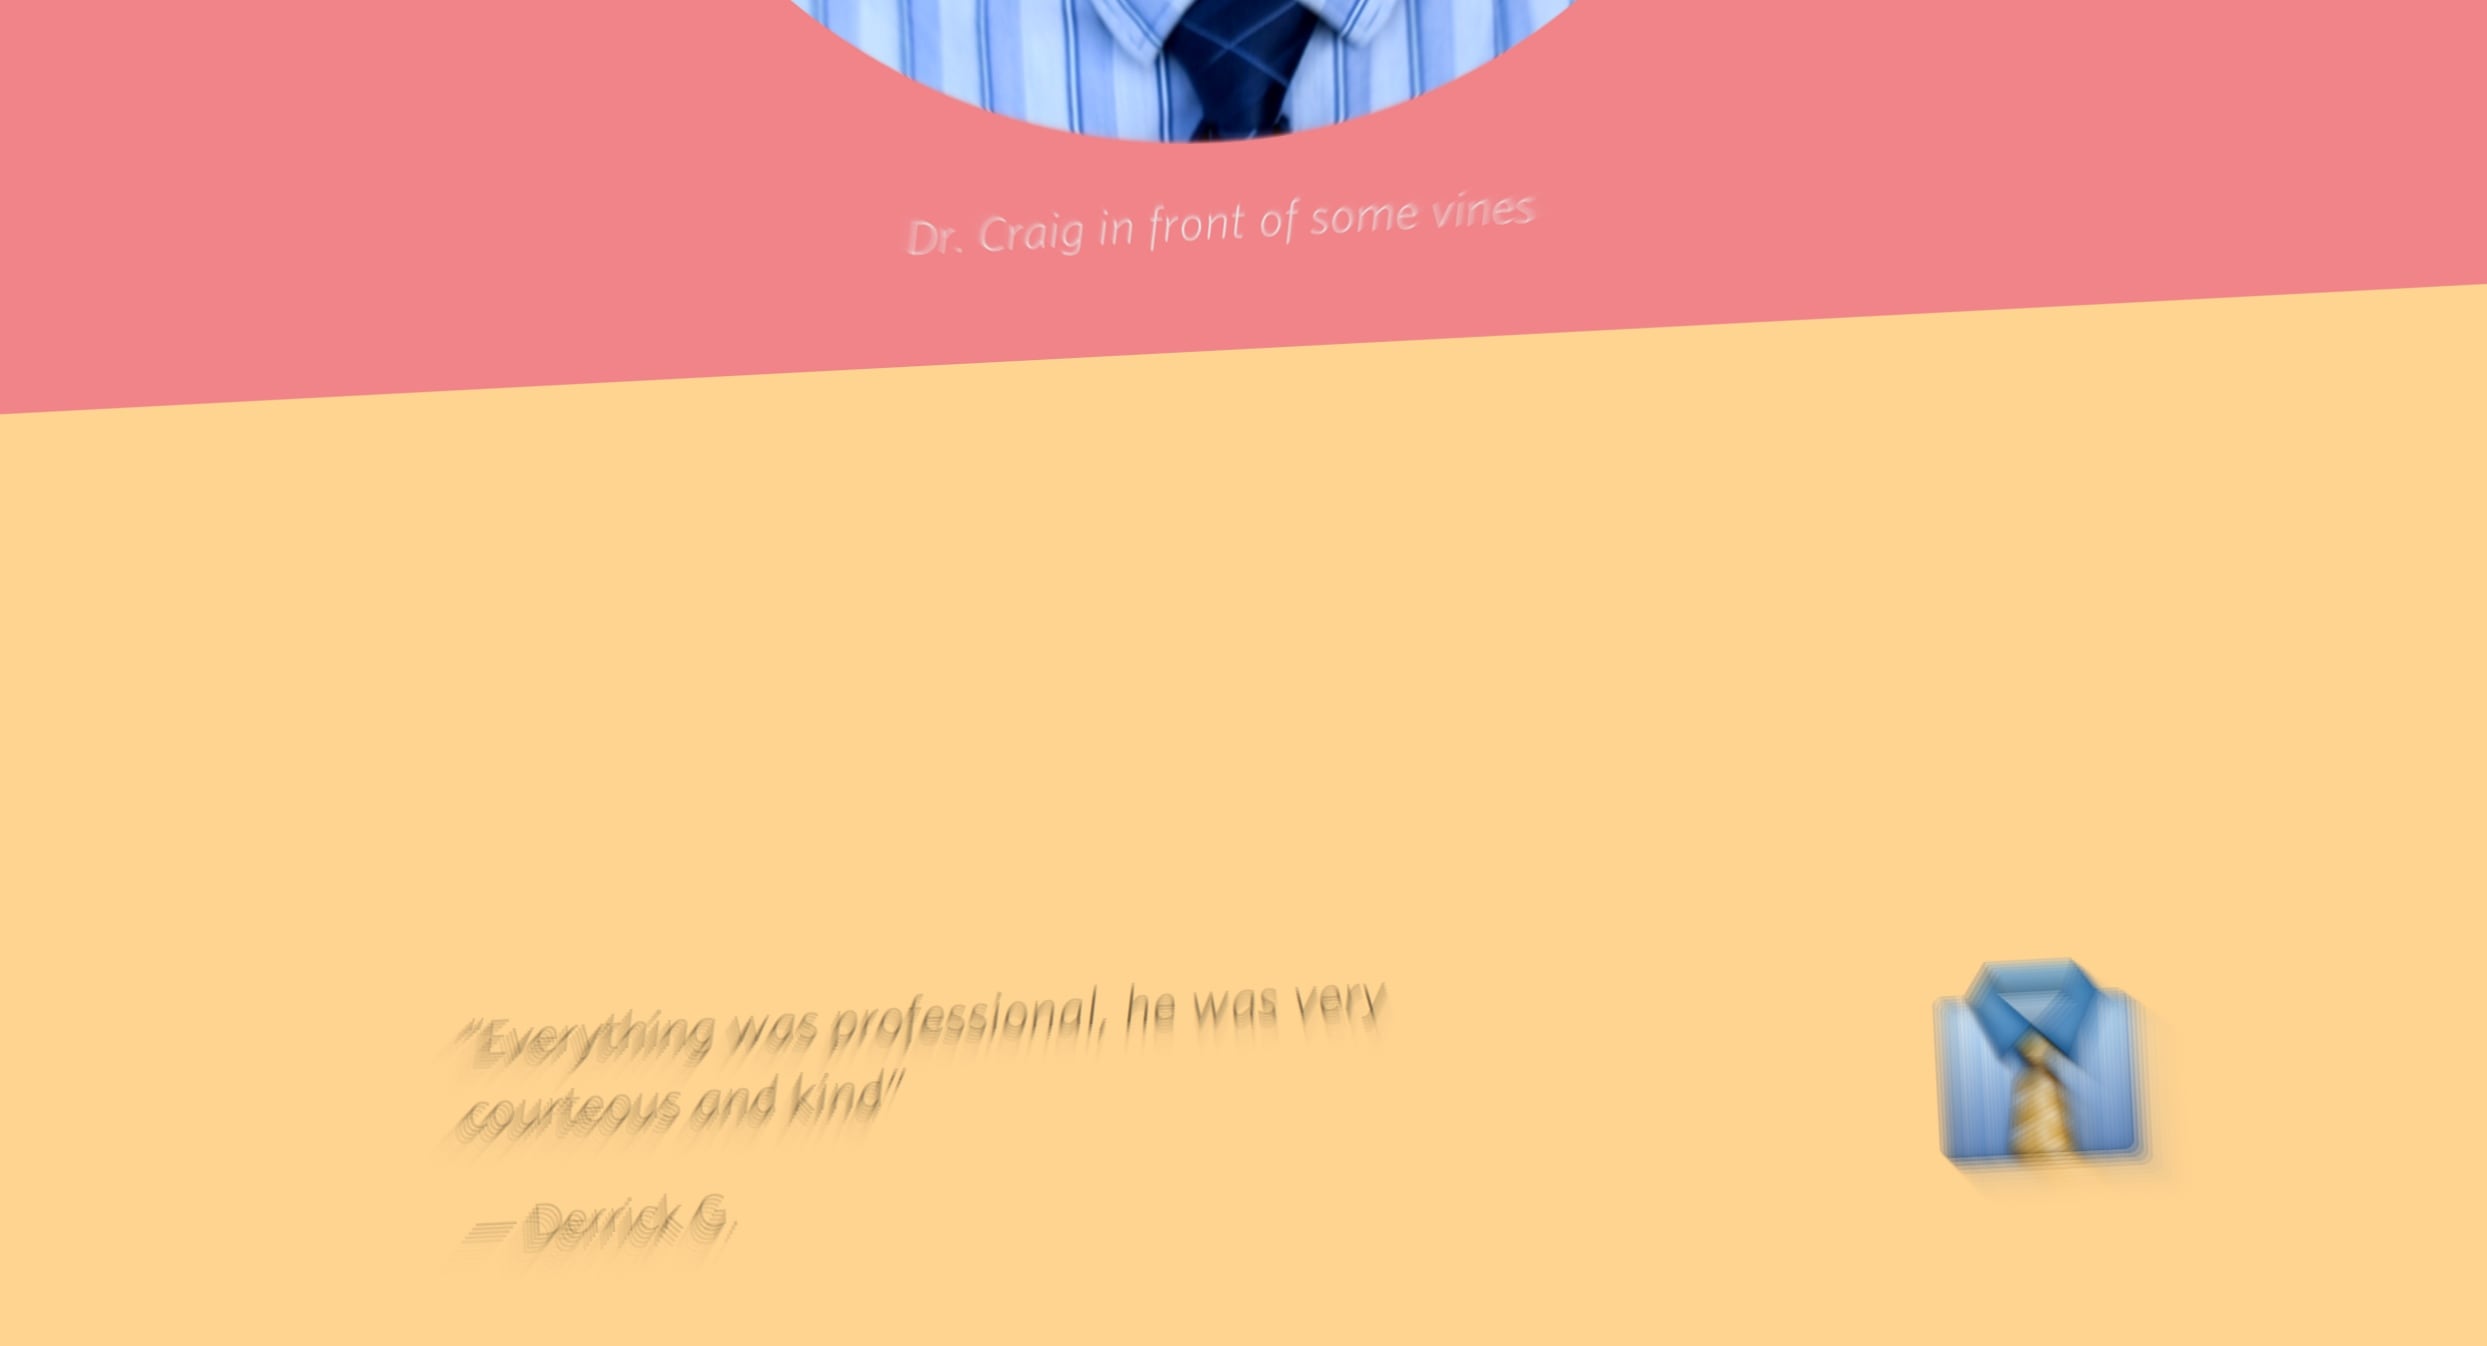 Dr. Craig in front of some vines
“Everything was professional, he was very
courteous and kind”
— Derrick G.